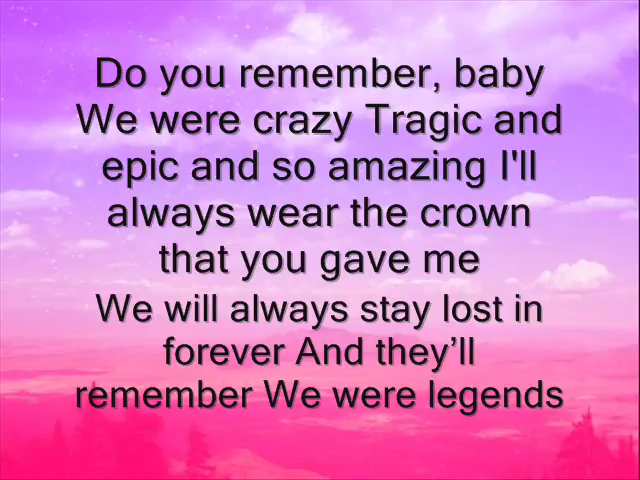 Do you remember, baby
We were crazy Tragic and
epic and so amazing I'll
always wear the crown
that you gave me
We will always stay lost in
forever And they’ll
remember We were legends